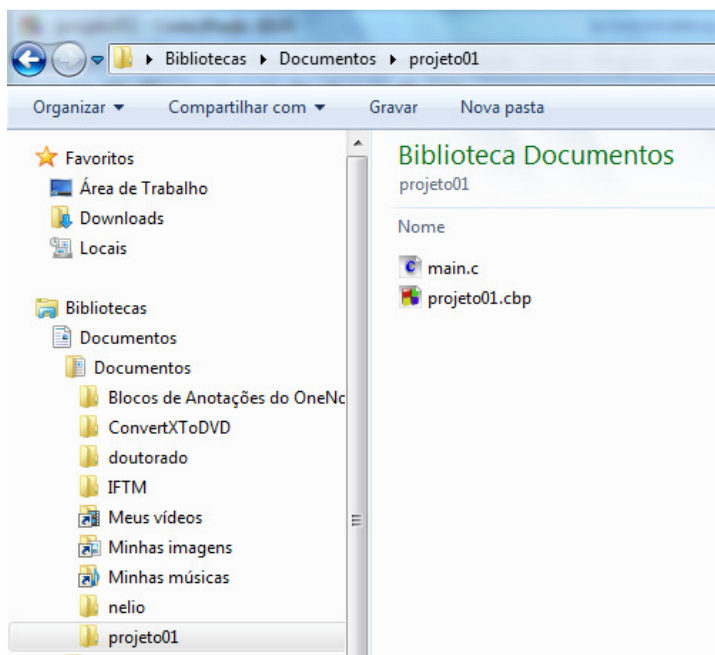 Bibliotecas Documentos projeto01
Organizar Compartilhar com Gravar Nova pasta
Favoritos
Área de Trabalho
Downloads
Locais
Bibliotecas
Documentos
Documentos
Blocos de Anotações do OneNo
ConvertXToDVD
doutorado
IFTM
Meus vídeos
Minhas imagens
Minhas músicas
nelio
projeto01
Biblioteca Documentos
projeto01
Nome
main.c
projeto01.cbp